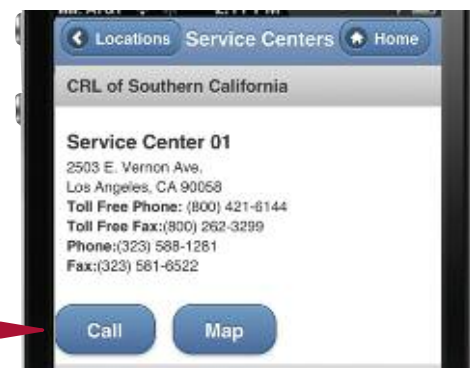 Locations Service Centers Home
CRL of Southern California
Service Center 01
2503 E. Vernon Ave.
Los Angeles, CA 90058
Toll Free Phone: (800) 421-6144
Toll Free Fax:(800) 262-3299
Phone:(323) 588-1281
Fax:(323) 581-6522
Call Map